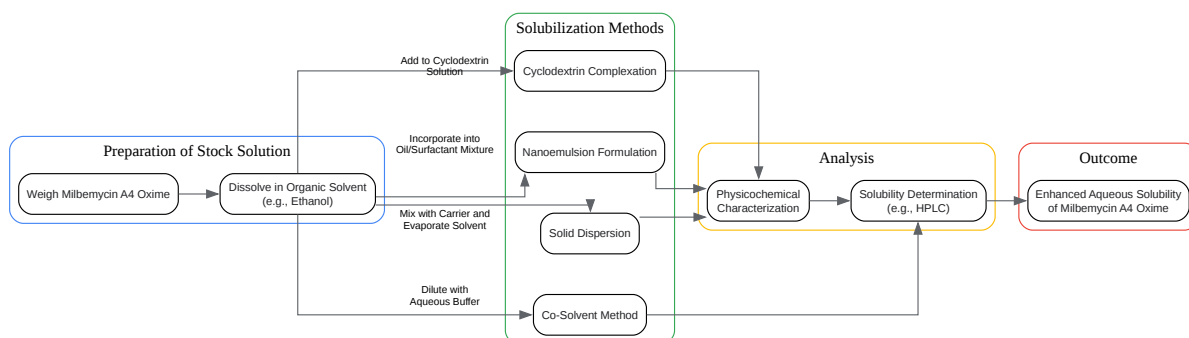 Solubilization Methods
Add to Cyclodextrin
Solution
Cyclodextrin Complexation
Incorporate into
Oil/Surfactant Mixture
Preparation of Stock Solution
Nanoemulsion Formulation
Analysis
Outcome
Weigh Milbemycin A4 Oxime
Dissolve in Organic Solvent
(e.g., Ethanol)
Physicochemical
Characterization
Solubility Determination
(e.g., HPLC)
Enhanced Aqueous Solubility
of Milbemycin A4 Oxime
Mix with Carrier and
Evaporate Solvent
Solid Dispersion
Dilute with
Aqueous Buffer
Co-Solvent Method